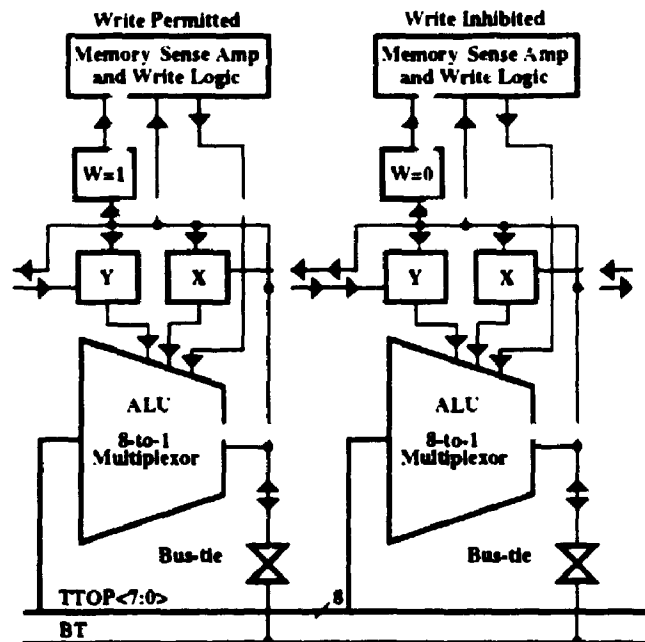 Write Permitted
Write Inhibited
Memory Sense Amp
and Write Logic
Memory Sense Amp
and Write Logic
W=1
W=0
Y
X
Y
X
ALU
8-to-1
Multiplexor
ALU
8-to-1
Multiplexor
Bus-tie
Bus-tie
TTOP<7:0>
8
BT